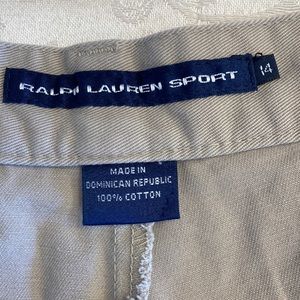 RALPH LAUREN SPORT
14
MADE IN
DOMINICAN REPUBLIC
100% COTTON